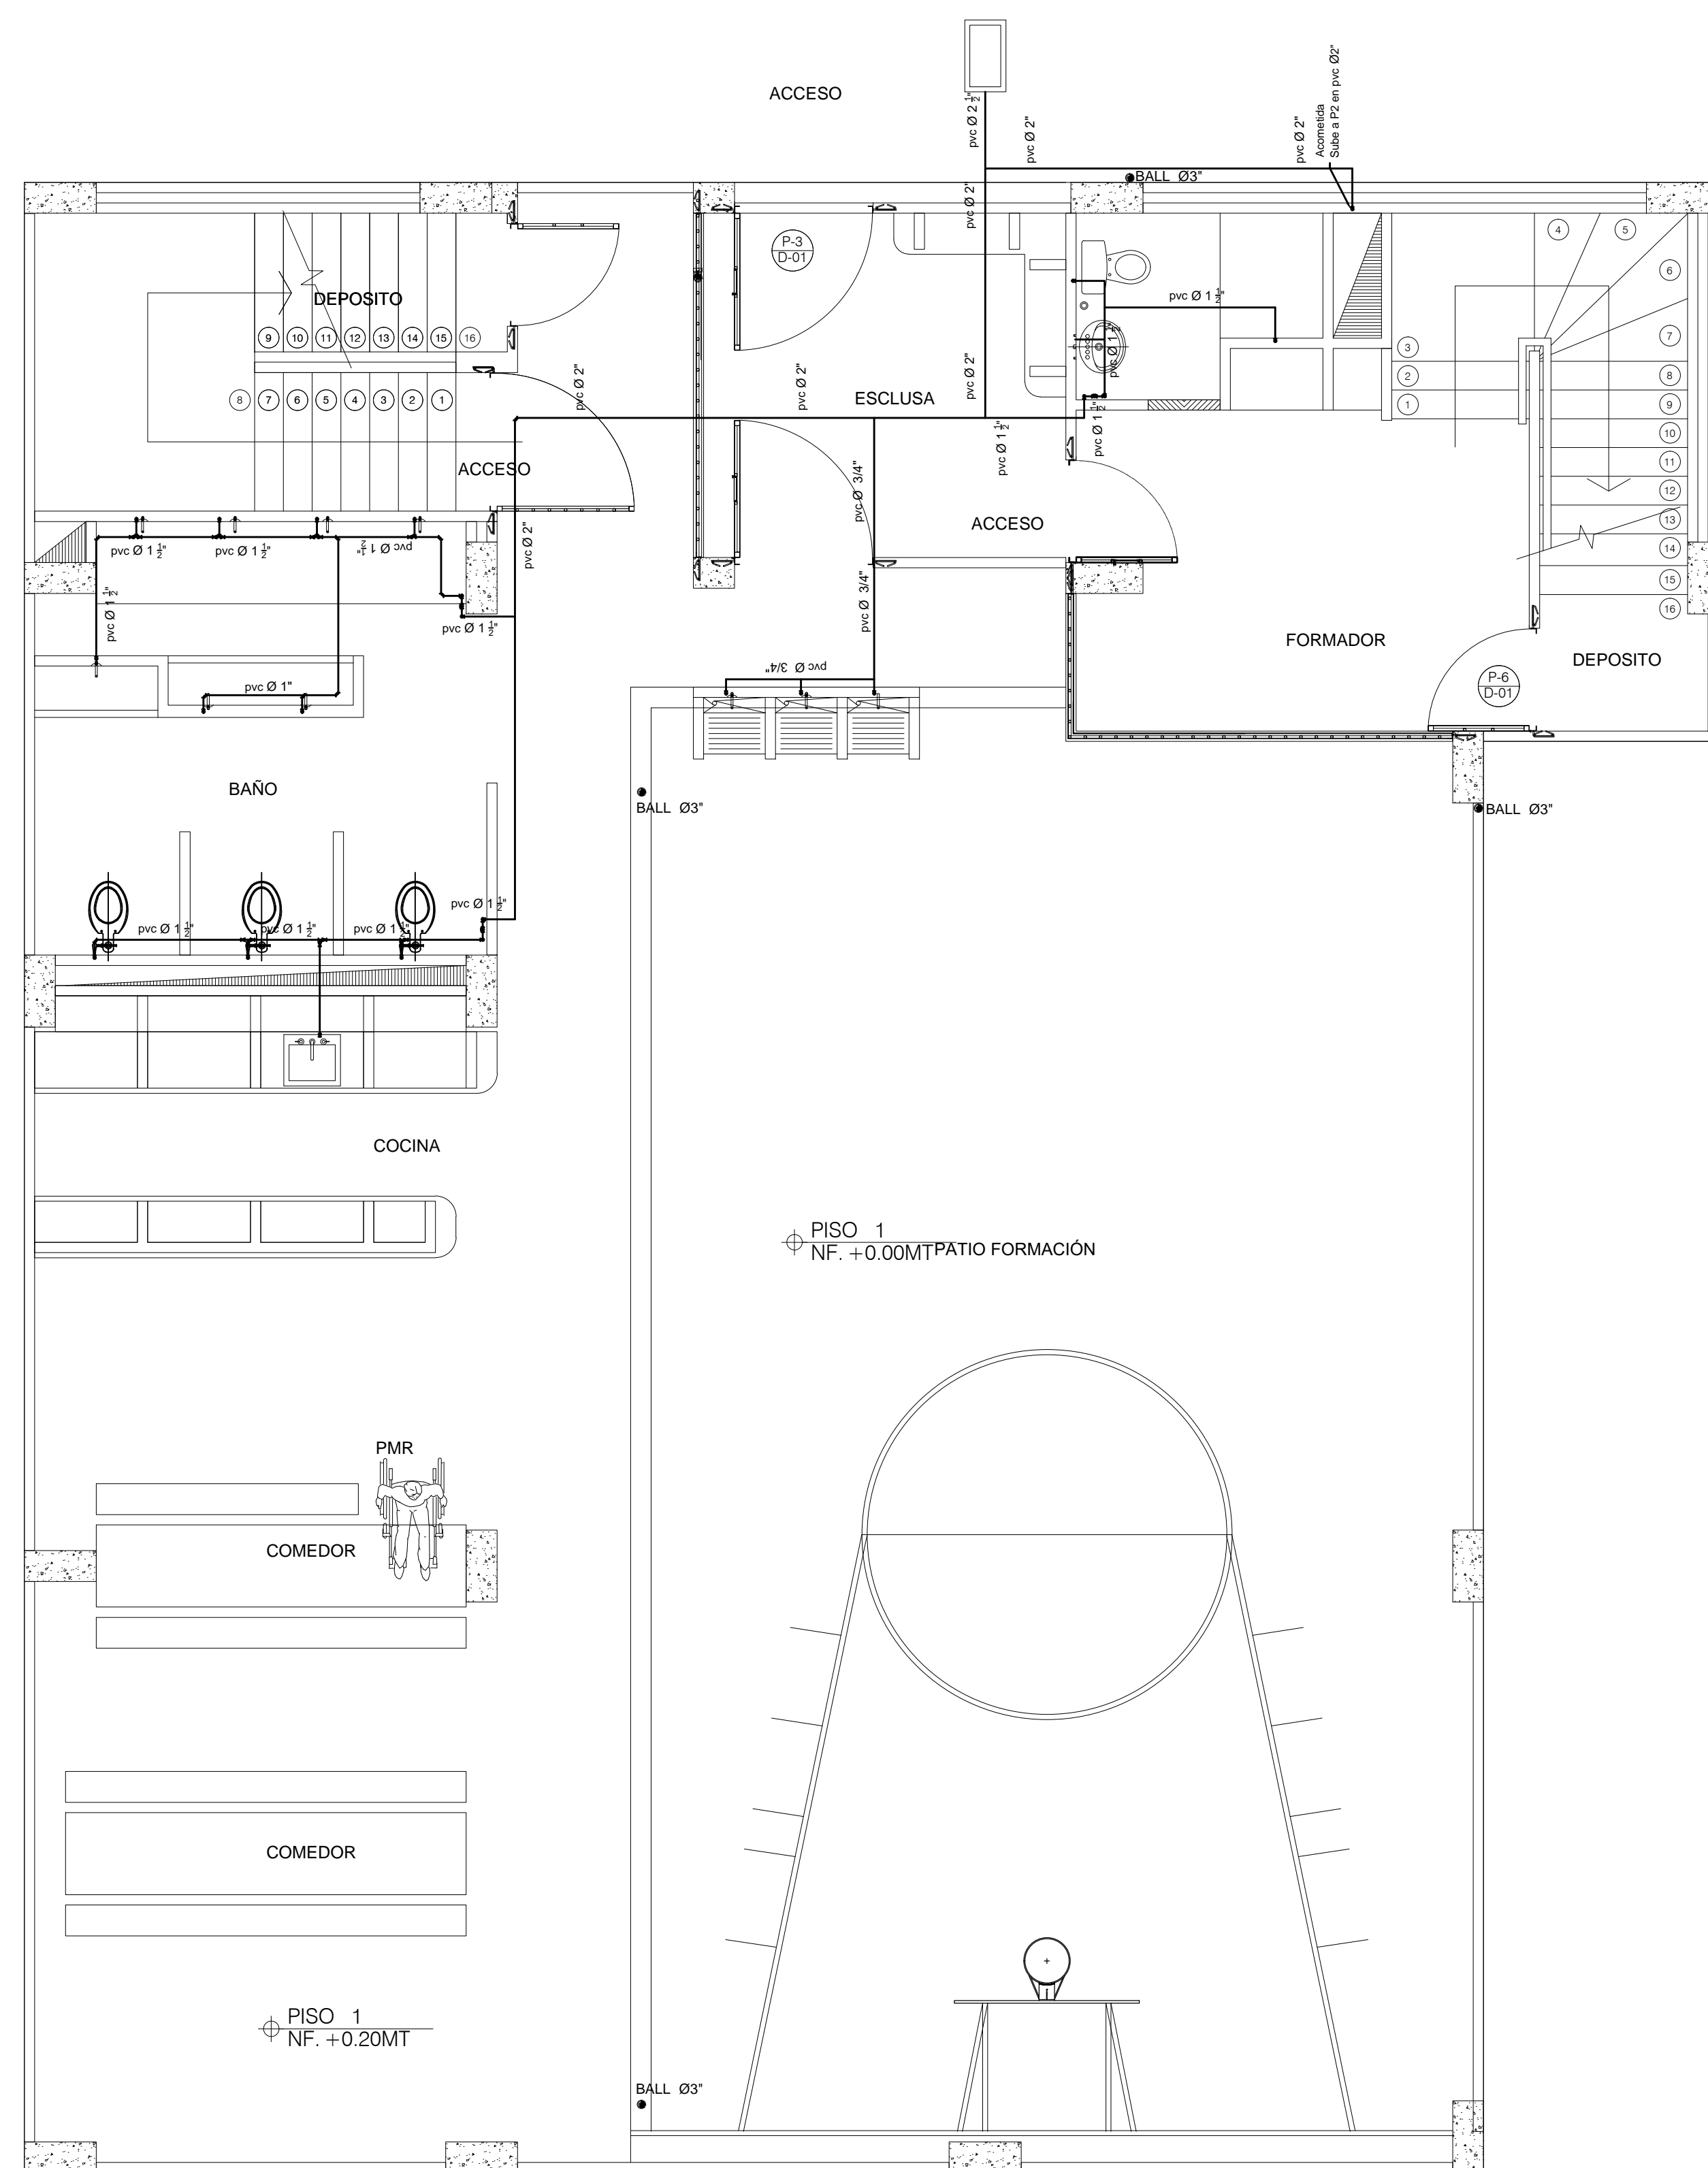 ACCESO
pvc Ø 2 1/2"
pvc Ø 2"
pvc Ø 2"
Acometida
Sube a P2 en pvc Ø2"
BALL Ø3"
pvc Ø 2"
P-3
D-01
DEPOSITO
9 10 11 12 13 14 15 16
8 7 6 5 4 3 2 1
ACCESO
pvc Ø 2"
pvc Ø 2"
ESCLUSA
pvc Ø 2"
pvc Ø 1 1/2"
pvc Ø 1 1/2"
pvc Ø 1 1/2"
pvc Ø 1 1/2"
4
5
6
7
8
9
10
11
12
13
14
15
16
3
2
1
pvc Ø 3/4"
ACCESO
pvc Ø 1 1/2"
pvc Ø 1 1/2"
pvc Ø 1 1/2"
pvc Ø 2"
pvc Ø 1 1/2"
pvc Ø 1 1/2"
pvc Ø 3/4"
pvc Ø 3/4"
FORMADOR
DEPOSITO
P-6
D-01
pvc Ø 1"
BAÑO
BALL Ø3"
BALL Ø3"
pvc Ø 1 1/2"
pvc Ø 1 1/2"
pvc Ø 1 1/2"
pvc Ø 1 1/2"
COCINA
PISO 1
NF. +0.00MT
PATIO FORMACIÓN
PMR
COMEDOR
COMEDOR
PISO 1
NF. +0.20MT
BALL Ø3"